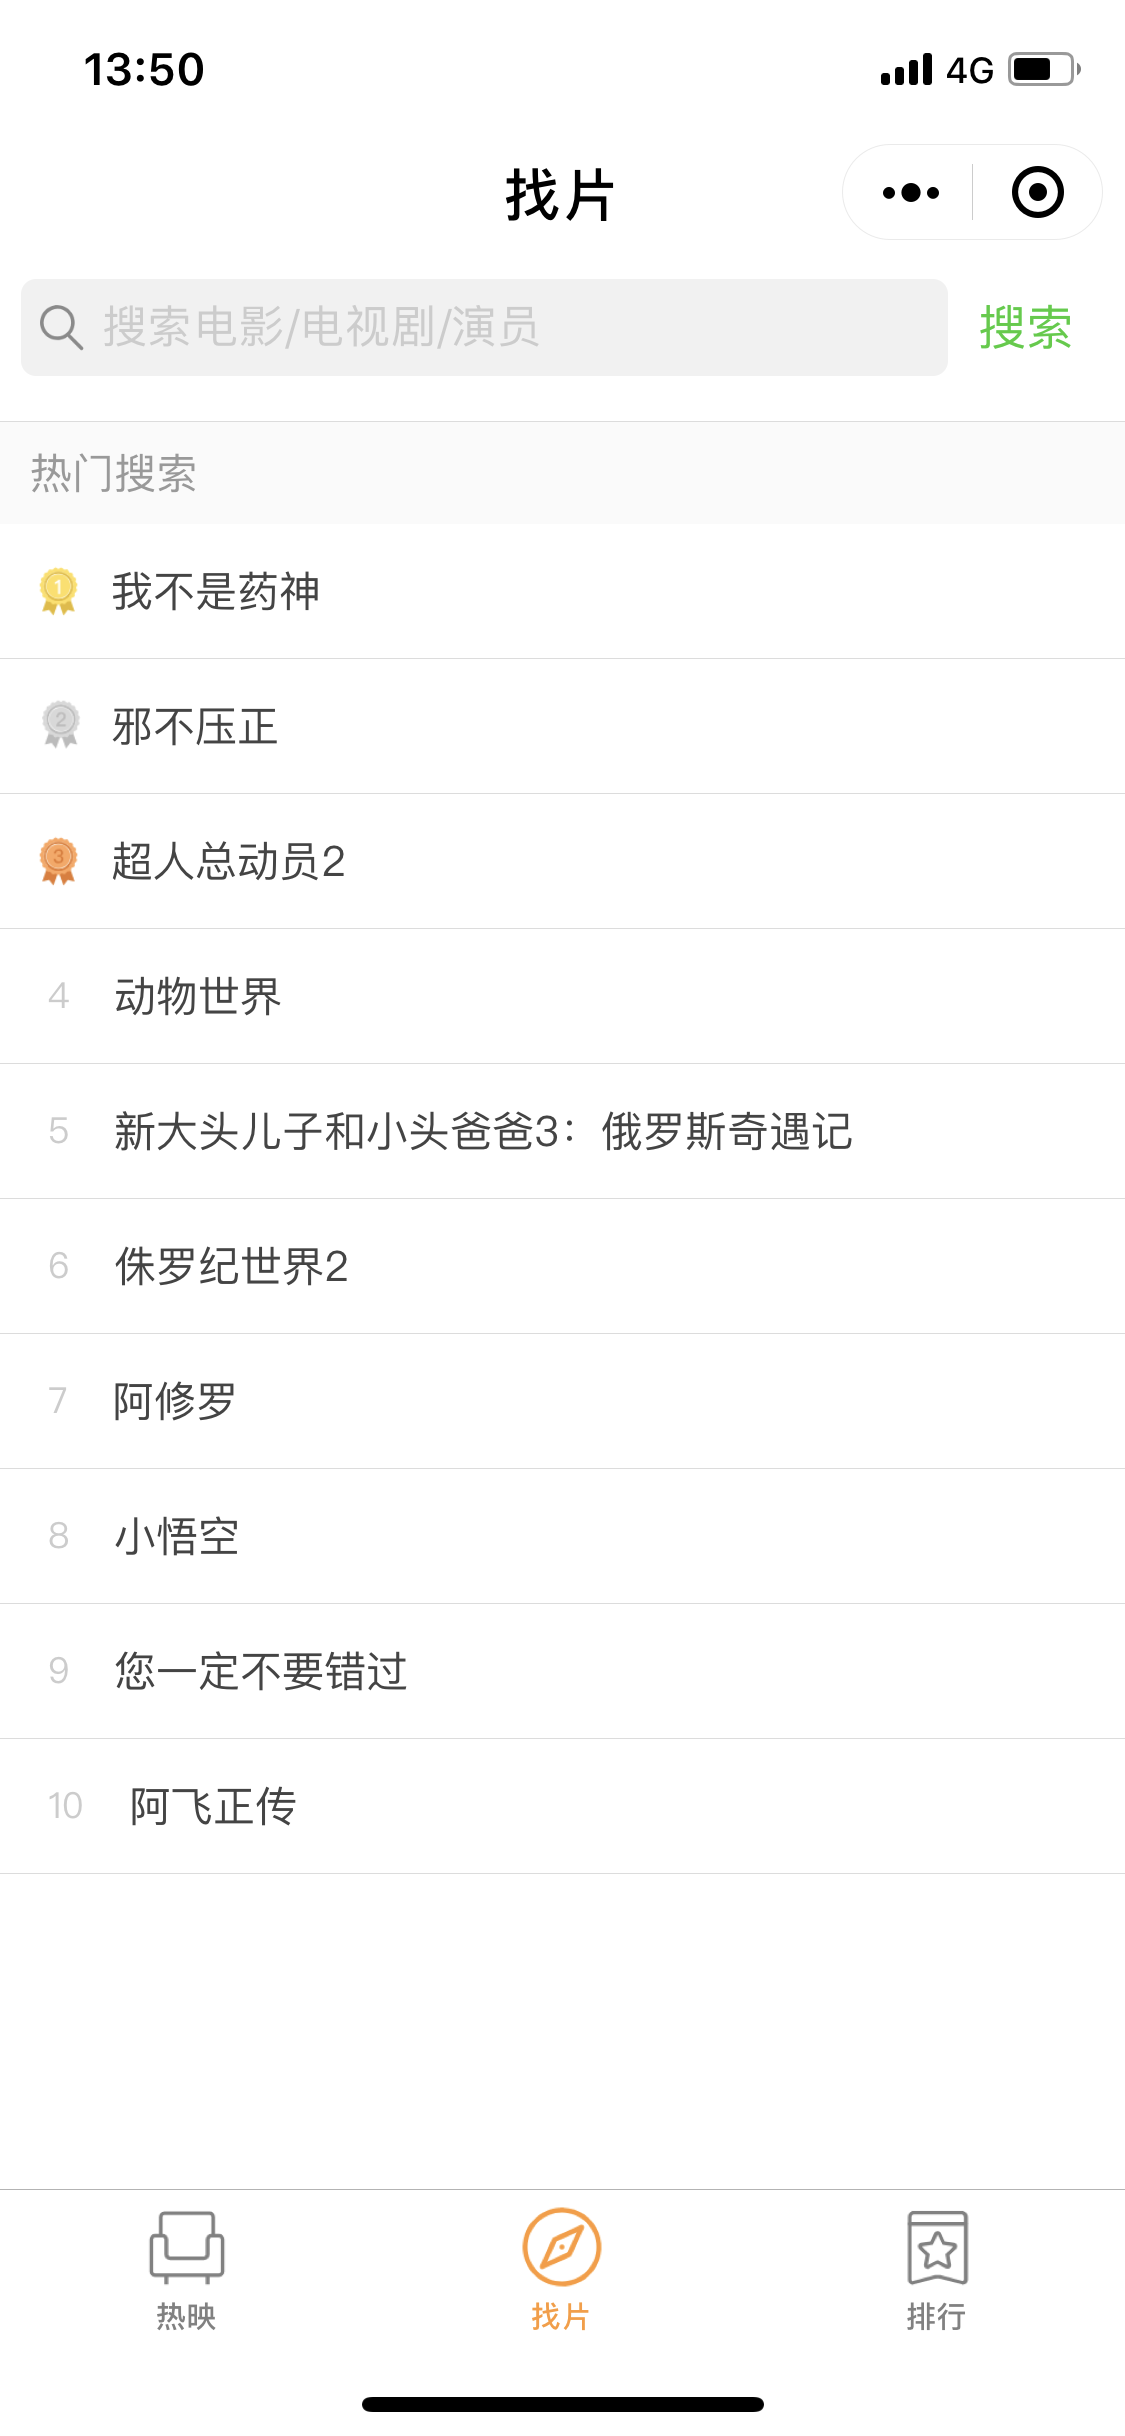 13:50 4G
找片
搜索电影/电视剧/演员 搜索
热门搜索
1 我不是药神
2 邪不压正
3 超人总动员2
4 动物世界
5 新大头儿子和小头爸爸3：俄罗斯奇遇记
6 侏罗纪世界2
7 阿修罗
8 小悟空
9 您一定不要错过
10 阿飞正传
热映 找片 排行